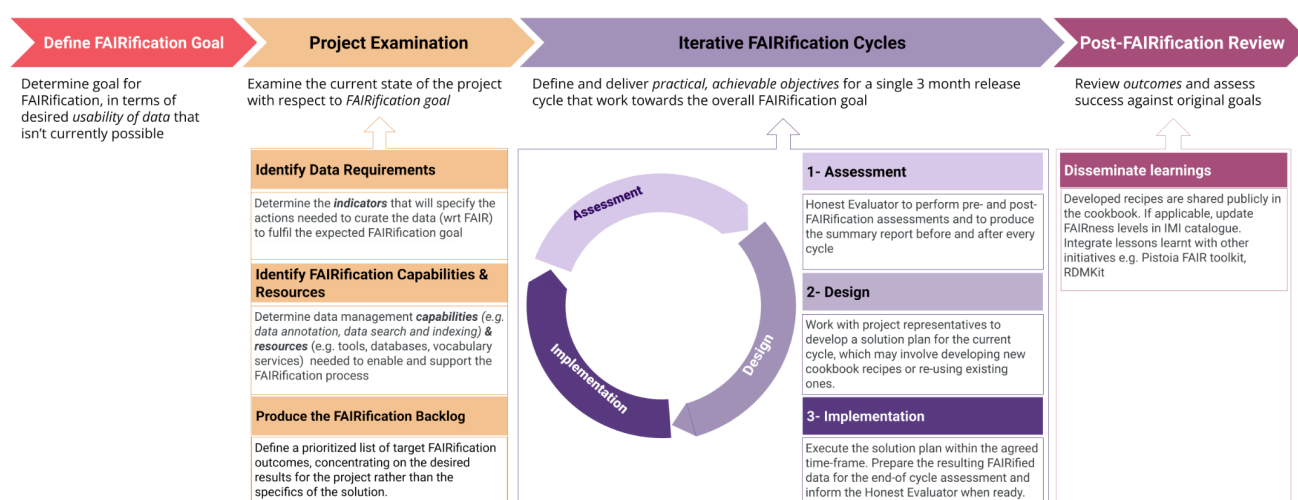 Define FAIRification Goal
Project Examination
Iterative FAIRification Cycles
Post-FAIRification Review
Determine goal for
FAIRification, in terms of
desired usability of data that
isn't currently possible
Examine the current state of the project
with respect to FAIRification goal
Define and deliver practical, achievable objectives for a single 3 month release
cycle that work towards the overall FAIRification goal
Review outcomes and assess
success against original goals
Identify Data Requirements
Determine the indicators that will specify the
actions needed to curate the data (wrt FAIR)
to fulfil the expected FAIRification goal
Identify FAIRification Capabilities &
Resources
Determine data management capabilities (e.g.
data annotation, data search and indexing) &
resources (e.g. tools, databases, vocabulary
services) needed to enable and support the
FAIRification process
Produce the FAIRification Backlog
Define a prioritized list of target FAIRification
outcomes, concentrating on the desired
results for the project rather than the
specifics of the solution.
Assessment
Design
Implementation
1- Assessment
Honest Evaluator to perform pre- and post-
FAIRification assessments and to produce
the summary report before and after every
cycle
2- Design
Work with project representatives to
develop a solution plan for the current
cycle, which may involve developing new
cookbook recipes or re-using existing
ones.
3- Implementation
Execute the solution plan within the agreed
time-frame. Prepare the resulting FAIRified
data for the end-of cycle assessment and
inform the Honest Evaluator when ready.
Disseminate learnings
Developed recipes are shared publicly in
the cookbook. If applicable, update
FAIRness levels in IMI catalogue.
Integrate lessons learnt with other
initiatives e.g. Pistoia FAIR toolkit,
RDMKit